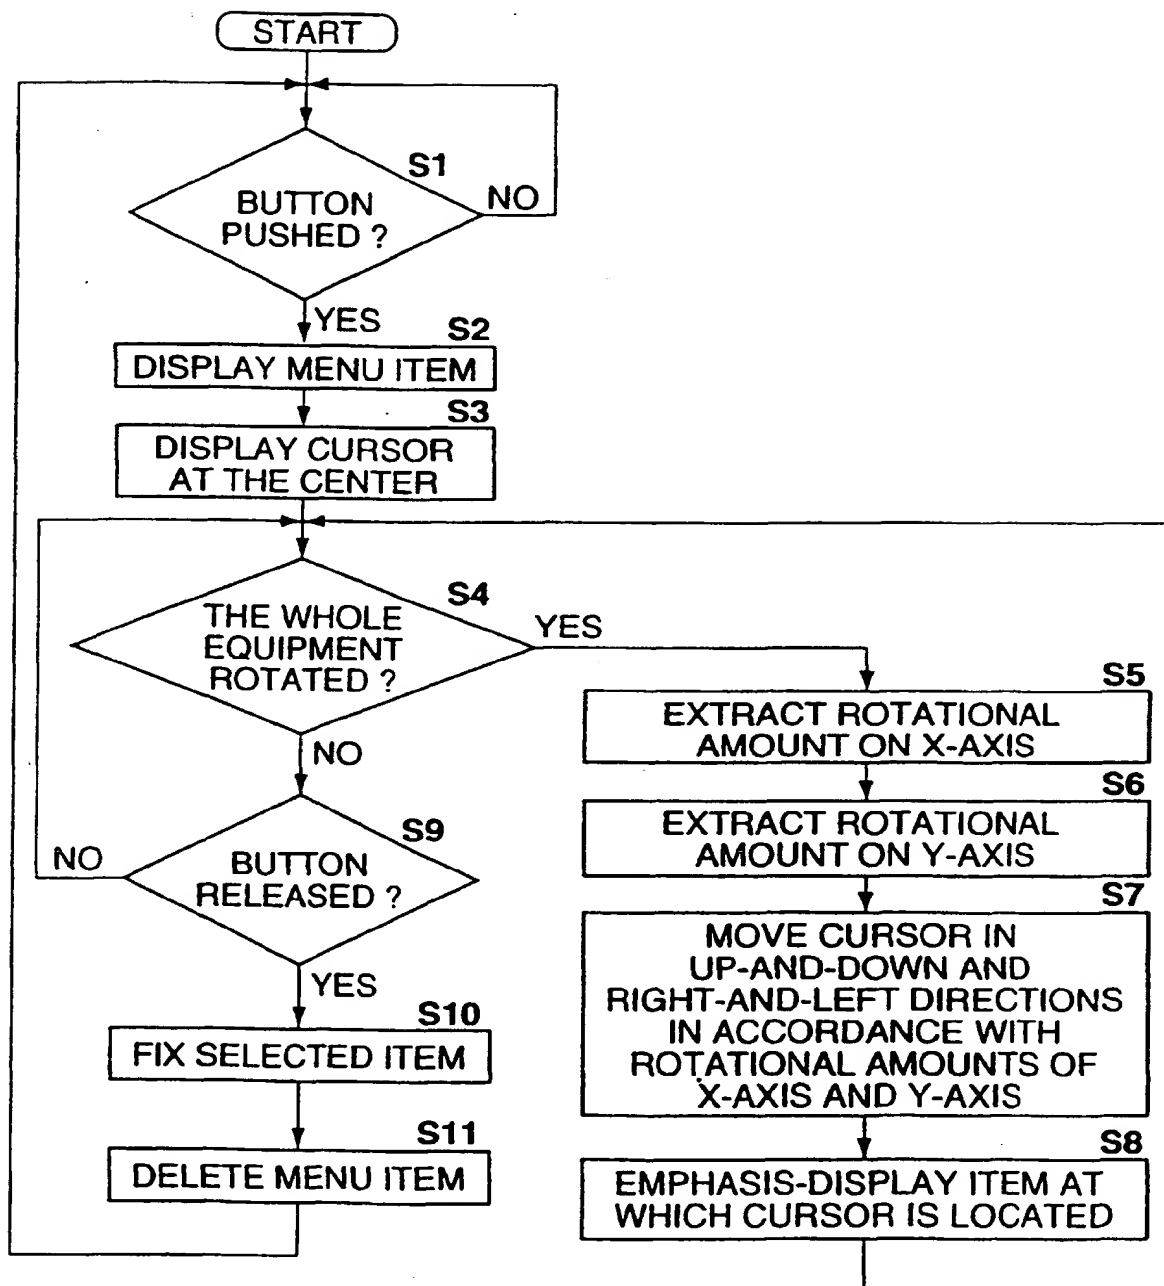 START
S1
BUTTON
PUSHED ?
NO
YES
S2
DISPLAY MENU ITEM
S3
DISPLAY CURSOR
AT THE CENTER
S4
THE WHOLE
EQUIPMENT
ROTATED ?
YES
NO
S5
EXTRACT ROTATIONAL
AMOUNT ON X-AXIS
S6
EXTRACT ROTATIONAL
AMOUNT ON Y-AXIS
S7
MOVE CURSOR IN
UP-AND-DOWN AND
RIGHT-AND-LEFT DIRECTIONS
IN ACCORDANCE WITH
ROTATIONAL AMOUNTS OF
X-AXIS AND Y-AXIS
S8
EMPHASIS-DISPLAY ITEM AT
WHICH CURSOR IS LOCATED
S9
BUTTON
RELEASED ?
NO
YES
S10
FIX SELECTED ITEM
S11
DELETE MENU ITEM